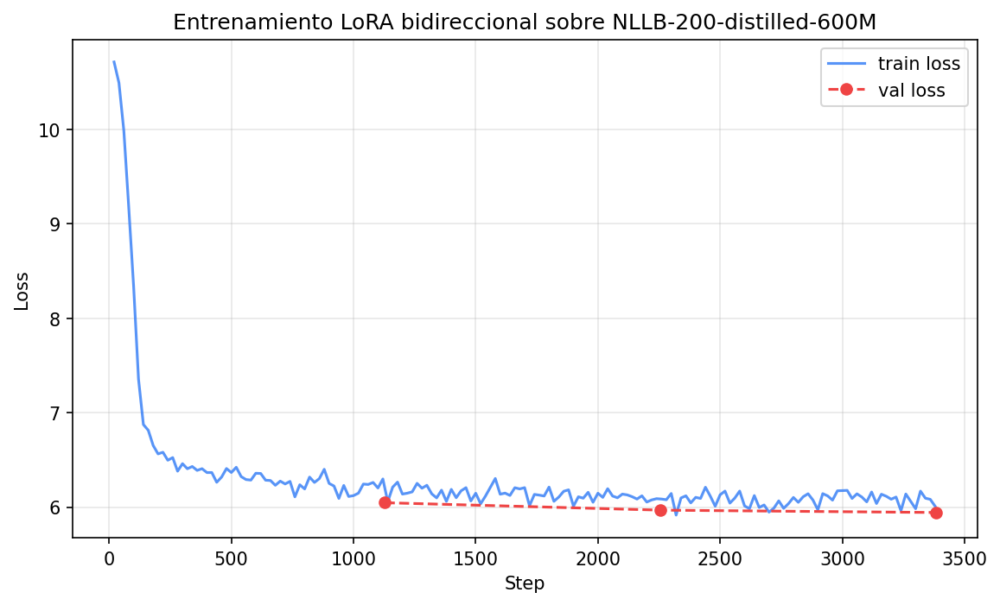 Entrenamiento LoRA bidireccional sobre NLLB-200-distilled-600M
train loss
val loss
10
9
8
7
6
Loss
0 500 1000 1500 2000 2500 3000 3500
Step